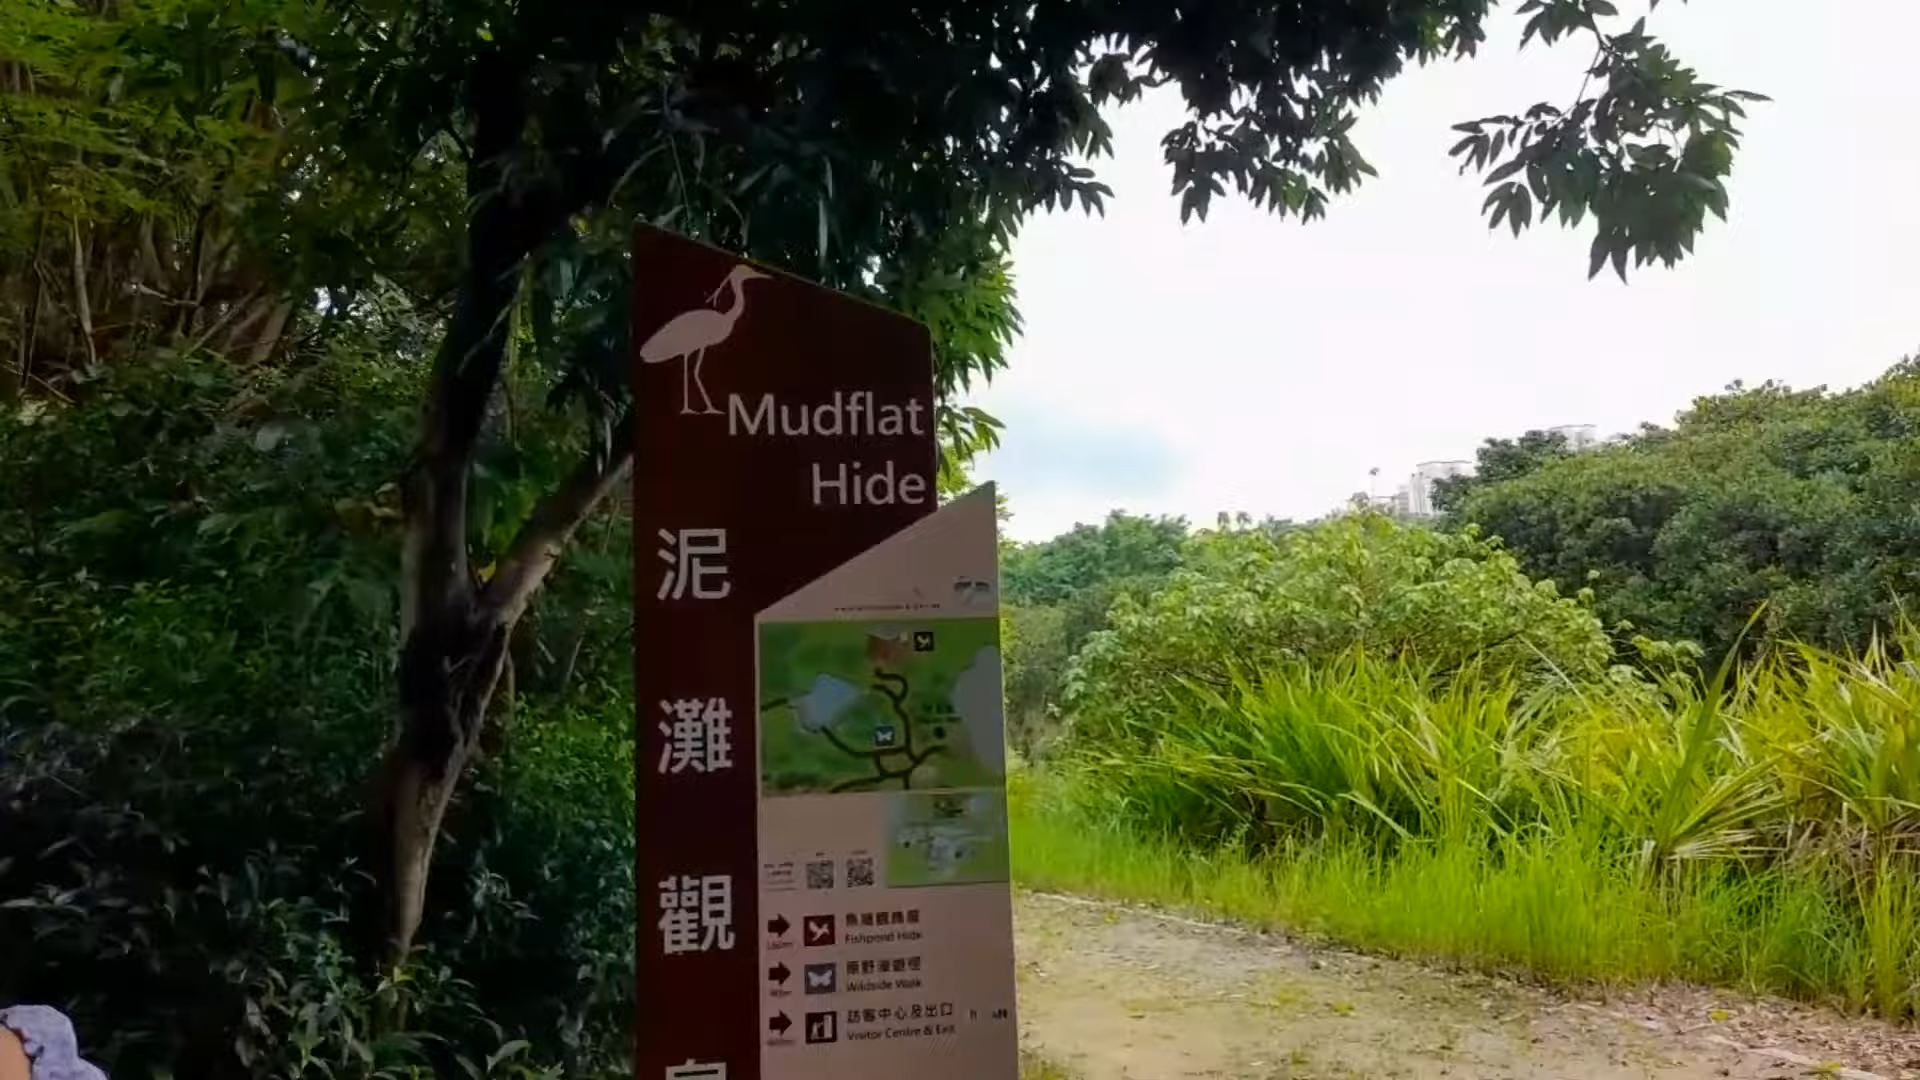 Mudflat
Hide
泥
灘
觀
魚塘觀鳥屋
Fishpond Hide
原野漫遊徑
Wildside Walk
訪客中心及出口
Visitor Centre & Exit